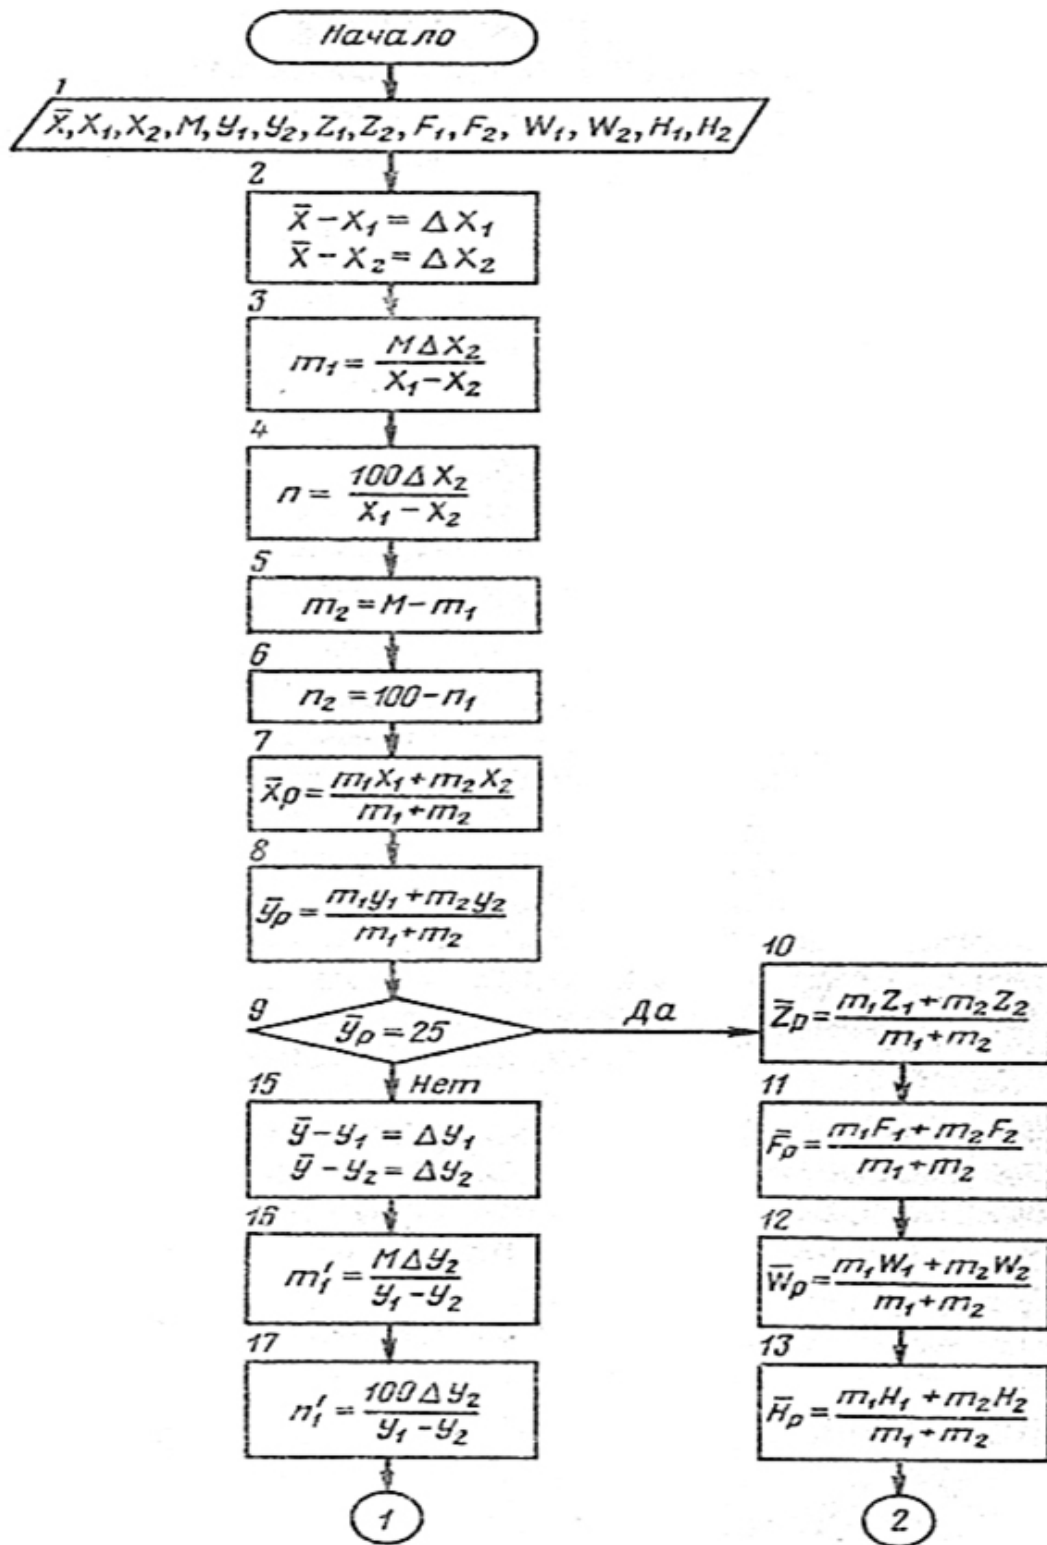 Начало
1
X̄, X₁, X₂, M, y₁, y₂, Z₁, Z₂, F₁, F₂, W₁, W₂, H₁, H₂
2
X̄ − X₁ = ΔX₁
X̄ − X₂ = ΔX₂
3
m₁ = MΔX₂ / X₁ − X₂
4
n = 100ΔX₂ / X₁ − X₂
5
m₂ = M − m₁
6
n₂ = 100 − n₁
7
X̄p = m₁X₁ + m₂X₂ / m₁ + m₂
8
ȳp = m₁y₁ + m₂y₂ / m₁ + m₂
9
ȳp = 25
Да
Нет
10
Z̄p = m₁Z₁ + m₂Z₂ / m₁ + m₂
11
F̄p = m₁F₁ + m₂F₂ / m₁ + m₂
12
W̄p = m₁W₁ + m₂W₂ / m₁ + m₂
13
H̄p = m₁H₁ + m₂H₂ / m₁ + m₂
2
15
ȳ − y₁ = Δy₁
ȳ − y₂ = Δy₂
16
m₁′ = MΔy₂ / y₁ − y₂
17
n₁′ = 100Δy₂ / y₁ − y₂
1